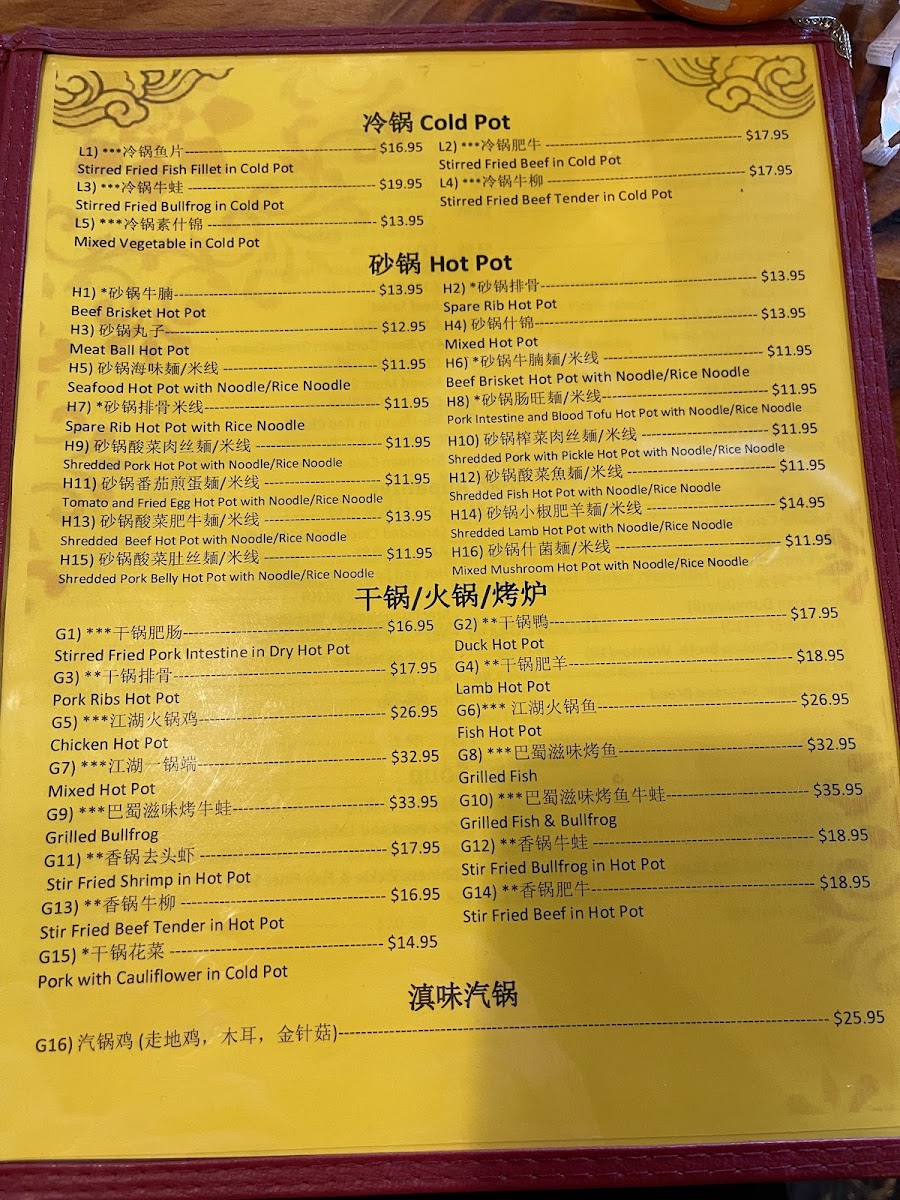 冷锅 Cold Pot
L1) ***冷锅鱼片 $16.95
Stirred Fried Fish Fillet in Cold Pot
L2) ***冷锅肥牛 $17.95
Stirred Fried Beef in Cold Pot
L3) ***冷锅牛蛙 $19.95
Stirred Fried Bullfrog in Cold Pot
L4) ***冷锅牛柳 $17.95
Stirred Fried Beef Tender in Cold Pot
L5) ***冷锅素什锦 $13.95
Mixed Vegetable in Cold Pot
砂锅 Hot Pot
H1) *砂锅牛腩 $13.95
Beef Brisket Hot Pot
H2) *砂锅排骨 $13.95
Spare Rib Hot Pot
H3) 砂锅丸子 $12.95
Meat Ball Hot Pot
H4) 砂锅什锦 $13.95
Mixed Hot Pot
H5) 砂锅海味麵/米线 $11.95
Seafood Hot Pot with Noodle/Rice Noodle
H6) *砂锅牛腩麵/米线 $11.95
Beef Brisket Hot Pot with Noodle/Rice Noodle
H7) *砂锅排骨米线 $11.95
Spare Rib Hot Pot with Rice Noodle
H8) *砂锅肠旺麵/米线 $11.95
Pork Intestine and Blood Tofu Hot Pot with Noodle/Rice Noodle
H9) 砂锅酸菜肉丝麵/米线 $11.95
Shredded Pork Hot Pot with Noodle/Rice Noodle
H10) 砂锅榨菜肉丝麵/米线 $11.95
Shredded Pork with Pickle Hot Pot with Noodle/Rice Noodle
H11) 砂锅番茄煎蛋麵/米线 $11.95
Tomato and Fried Egg Hot Pot with Noodle/Rice Noodle
H12) 砂锅酸菜魚麵/米线 $11.95
Shredded Fish Hot Pot with Noodle/Rice Noodle
H13) 砂锅酸菜肥牛麵/米线 $13.95
Shredded Beef Hot Pot with Noodle/Rice Noodle
H14) 砂锅小椒肥羊麵/米线 $14.95
Shredded Lamb Hot Pot with Noodle/Rice Noodle
H15) 砂锅酸菜肚丝麵/米线 $11.95
Shredded Pork Belly Hot Pot with Noodle/Rice Noodle
H16) 砂锅什菌麵/米线 $11.95
Mixed Mushroom Hot Pot with Noodle/Rice Noodle
干锅/火锅/烤炉
G1) ***干锅肥肠 $16.95
Stirred Fried Pork Intestine in Dry Hot Pot
G2) **干锅鸭 $17.95
Duck Hot Pot
G3) **干锅排骨 $17.95
Pork Ribs Hot Pot
G4) **干锅肥羊 $18.95
Lamb Hot Pot
G5) ***江湖火锅鸡 $26.95
Chicken Hot Pot
G6)*** 江湖火锅鱼 $26.95
Fish Hot Pot
G7) ***江湖一锅端 $32.95
Mixed Hot Pot
G8) ***巴蜀滋味烤鱼 $32.95
Grilled Fish
G9) ***巴蜀滋味烤牛蛙 $33.95
Grilled Bullfrog
G10) ***巴蜀滋味烤鱼牛蛙 $35.95
Grilled Fish & Bullfrog
G11) **香锅去头虾 $17.95
Stir Fried Shrimp in Hot Pot
G12) **香锅牛蛙 $18.95
Stir Fried Bullfrog in Hot Pot
G13) **香锅牛柳 $16.95
Stir Fried Beef Tender in Hot Pot
G14) **香锅肥牛 $18.95
Stir Fried Beef in Hot Pot
G15) *干锅花菜 $14.95
Pork with Cauliflower in Cold Pot
滇味汽锅
G16) 汽锅鸡 (走地鸡，木耳，金针菇) $25.95